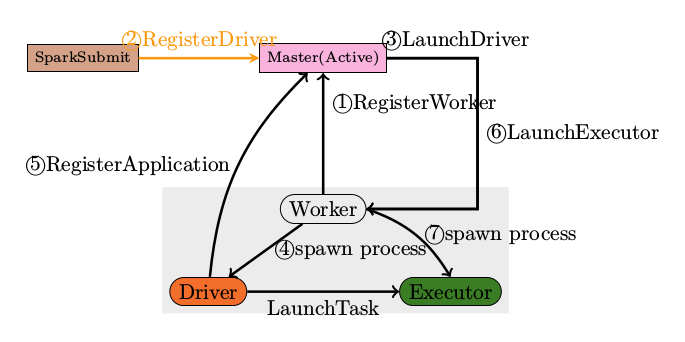 ②RegisterDriver
③LaunchDriver
SparkSubmit
Master(Active)
①RegisterWorker
⑥LaunchExecutor
⑤RegisterApplication
Worker
⑦spawn process
④spawn process
Driver
Executor
LaunchTask